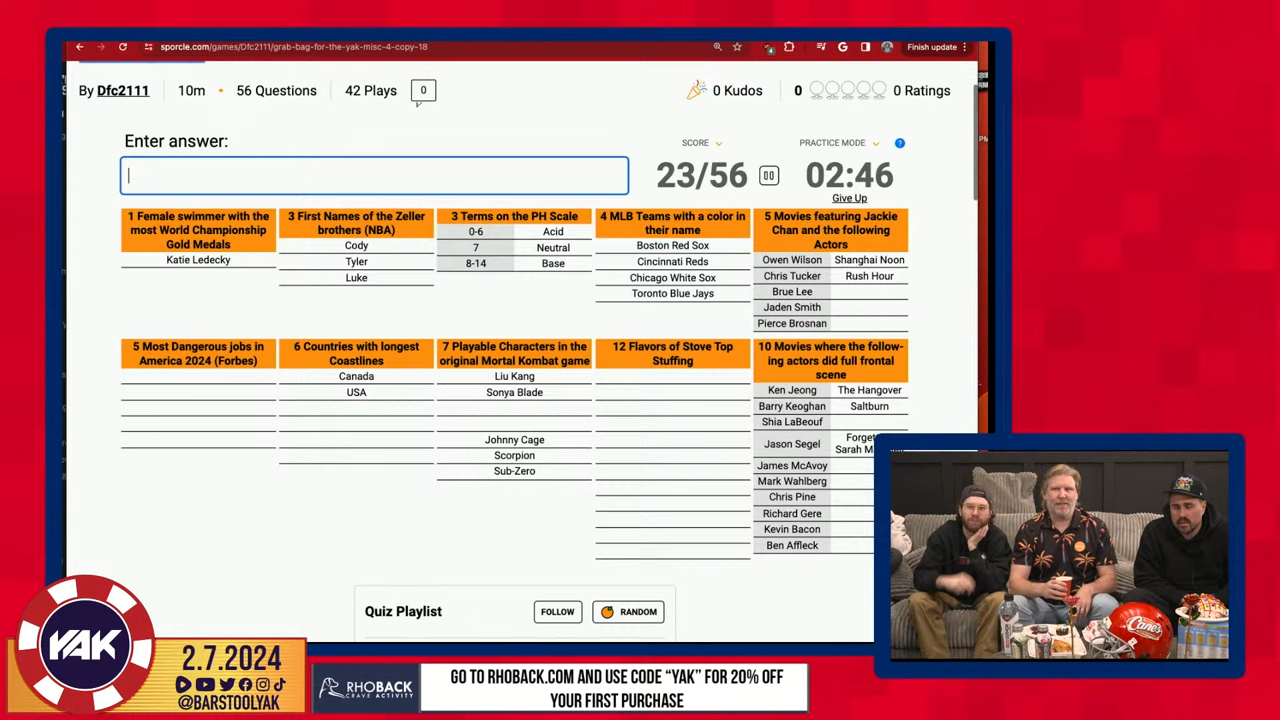 sporcle.com/games/Dfc2111/grab-bag-for-the-yak-misc-4-copy-18
Finish update
By Dfc2111 10m • 56 Questions 42 Plays 0
0 Kudos 0 0 Ratings
Enter answer:
SCORE
PRACTICE MODE ?
23/56
02:46
Give Up
1 Female swimmer with the most World Championship Gold Medals
Katie Ledecky
3 First Names of the Zeller brothers (NBA)
Cody
Tyler
Luke
3 Terms on the PH Scale
0-6 Acid
7 Neutral
8-14 Base
4 MLB Teams with a color in their name
Boston Red Sox
Cincinnati Reds
Chicago White Sox
Toronto Blue Jays
5 Movies featuring Jackie Chan and the following Actors
Owen Wilson Shanghai Noon
Chris Tucker Rush Hour
Brue Lee
Jaden Smith
Pierce Brosnan
5 Most Dangerous jobs in America 2024 (Forbes)
6 Countries with longest Coastlines
Canada
USA
7 Playable Characters in the original Mortal Kombat game
Liu Kang
Sonya Blade
Johnny Cage
Scorpion
Sub-Zero
12 Flavors of Stove Top Stuffing
10 Movies where the follow-
ing actors did full frontal
scene
Ken Jeong The Hangover
Barry Keoghan Saltburn
Shia LaBeouf
Jason Segel Forget
Sarah M
James McAvoy
Mark Wahlberg
Chris Pine
Richard Gere
Kevin Bacon
Ben Affleck
Quiz Playlist
FOLLOW
RANDOM
YAK
2.7.2024
@BARSTOOLYAK
RHOBACK
CRAVE ACTIVITY
GO TO RHOBACK.COM AND USE CODE “YAK” FOR 20% OFF
YOUR FIRST PURCHASE
Cane's